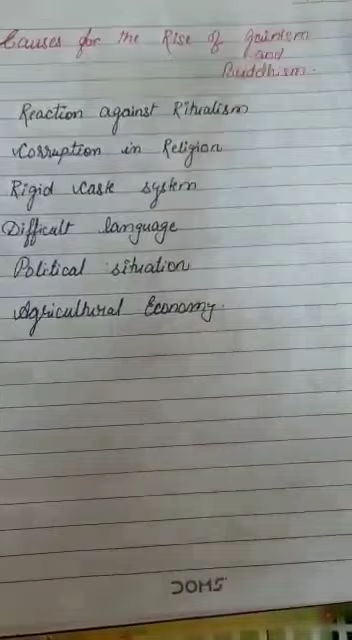 Causes for the Rise of Jainism
and
Buddhism.
Reaction against Ritualism
Corruption in Religion
Rigid Caste system
Difficult language
Political situation
Agricultural Economy.
DOMS